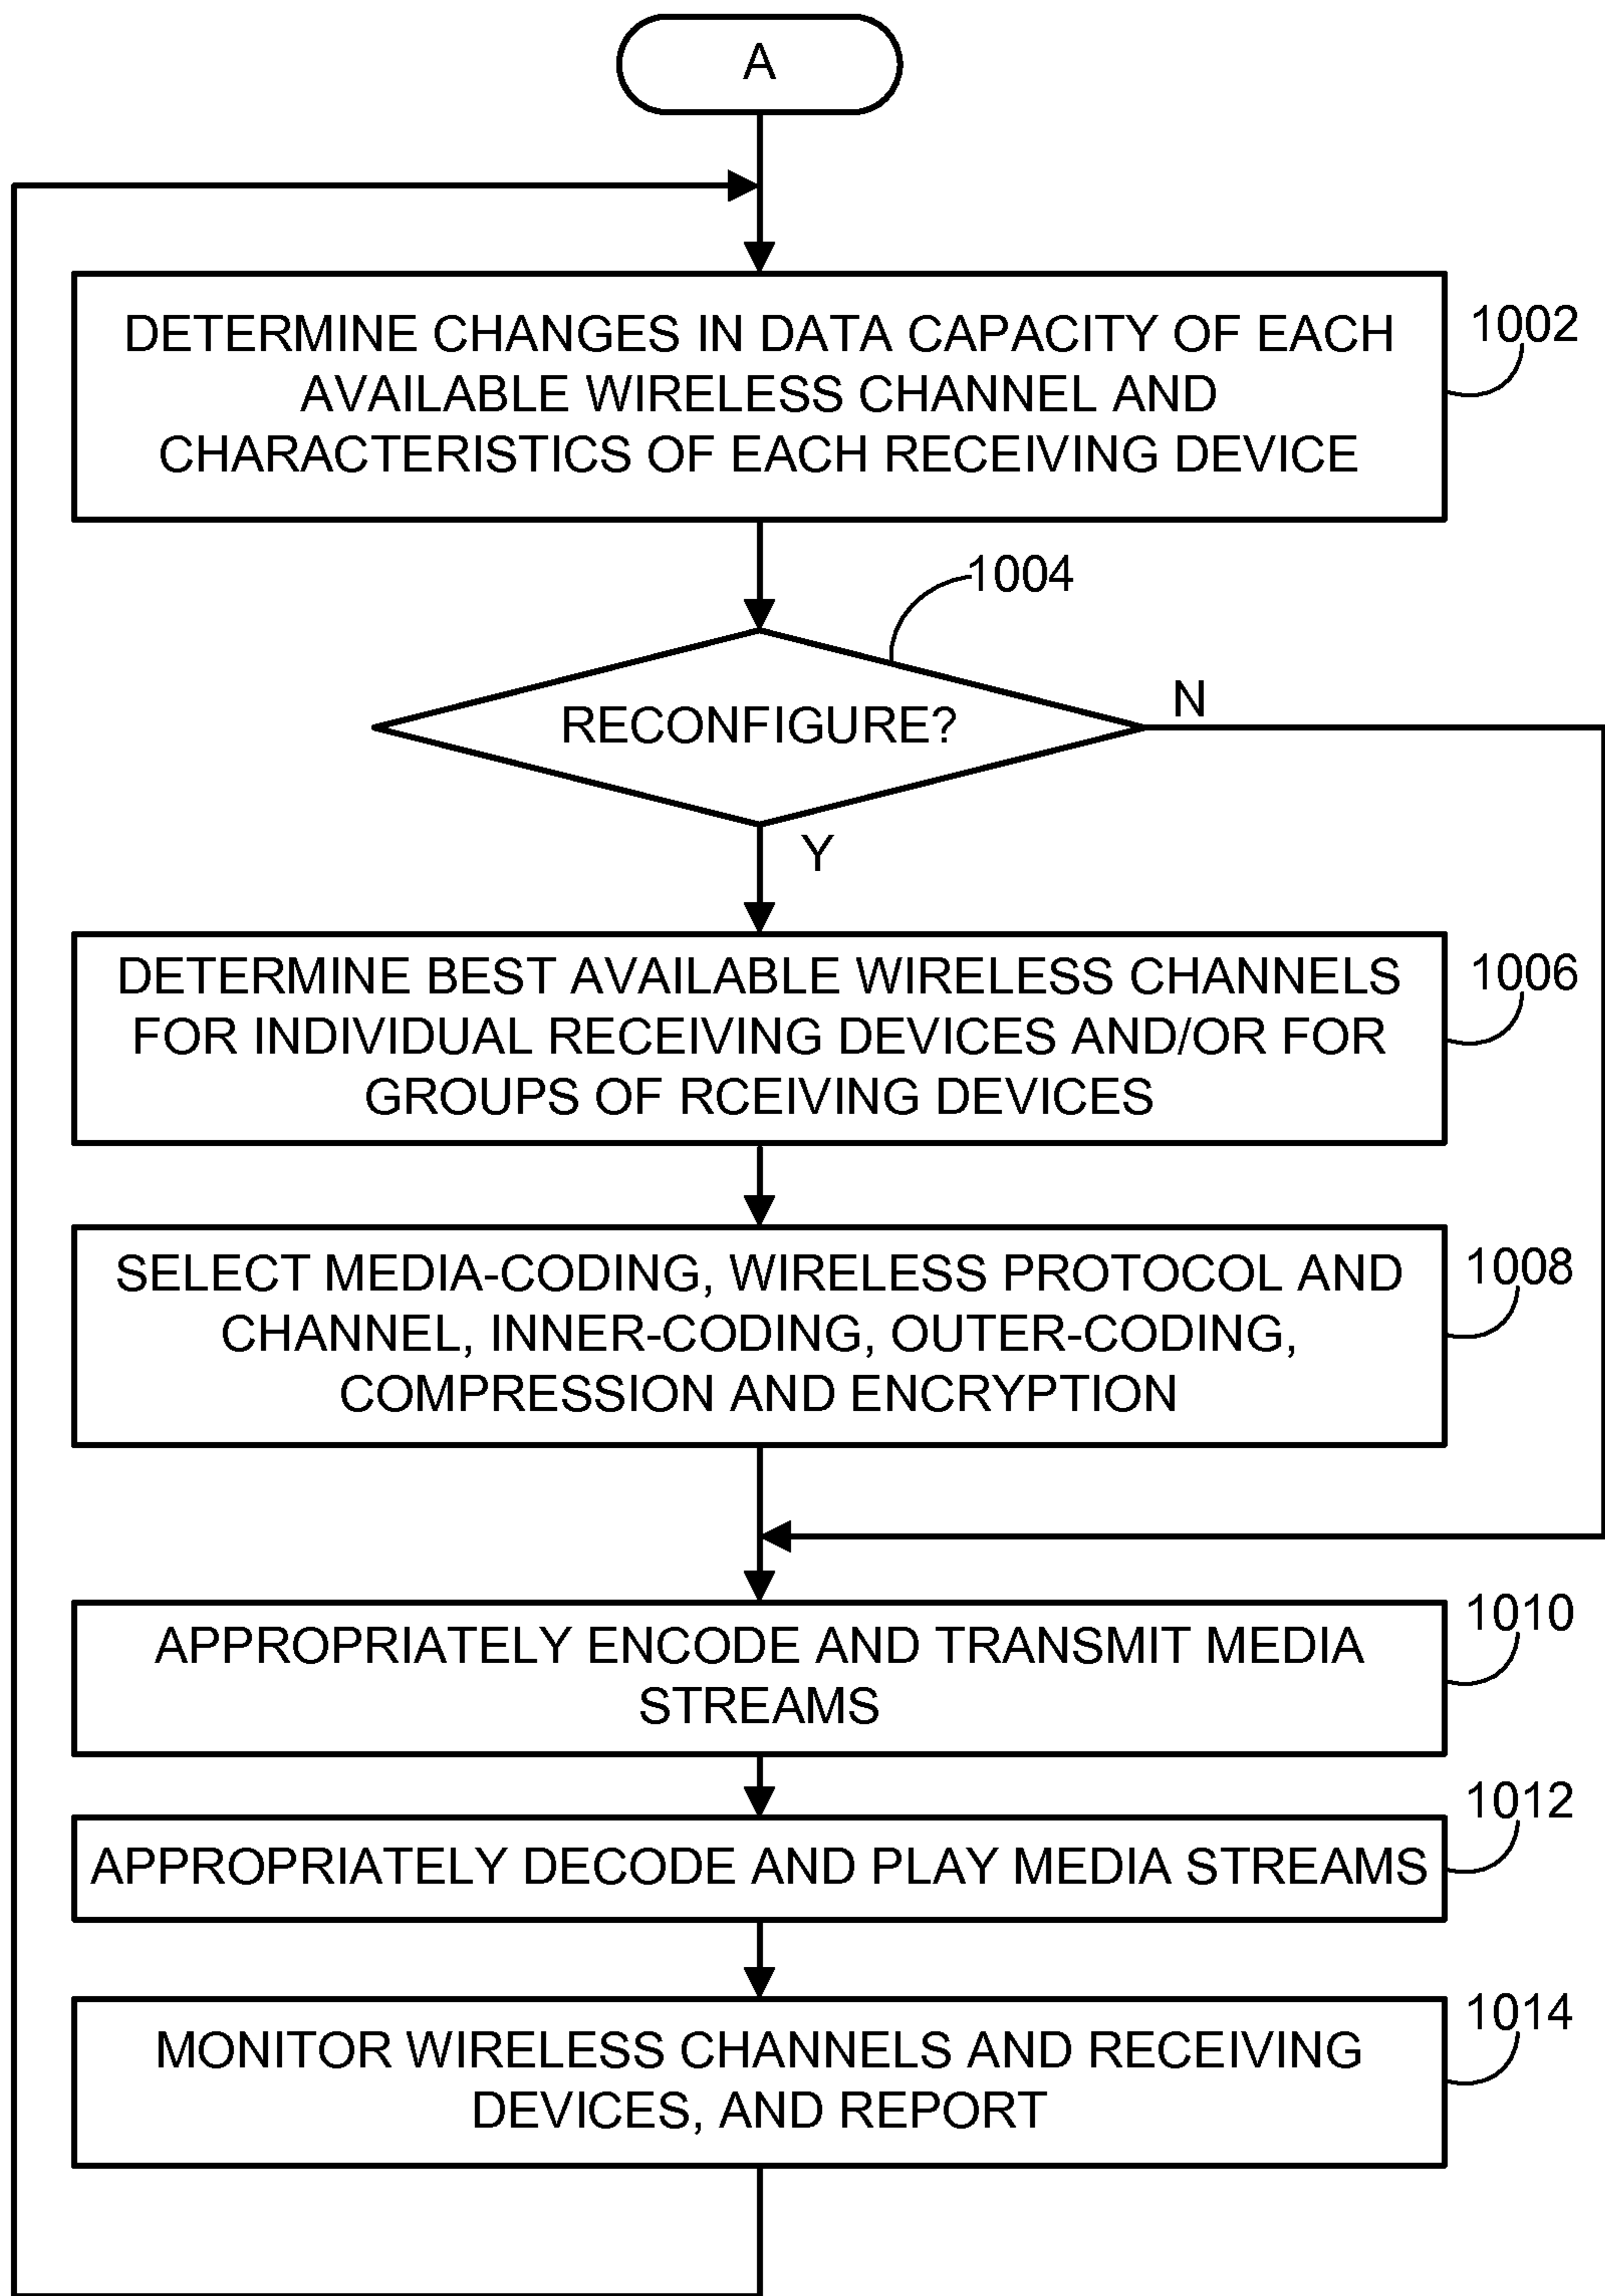 A
DETERMINE CHANGES IN DATA CAPACITY OF EACH
AVAILABLE WIRELESS CHANNEL AND
CHARACTERISTICS OF EACH RECEIVING DEVICE
1002
1004
RECONFIGURE?
N
Y
DETERMINE BEST AVAILABLE WIRELESS CHANNELS
FOR INDIVIDUAL RECEIVING DEVICES AND/OR FOR
GROUPS OF RCEIVING DEVICES
1006
SELECT MEDIA-CODING, WIRELESS PROTOCOL AND
CHANNEL, INNER-CODING, OUTER-CODING,
COMPRESSION AND ENCRYPTION
1008
APPROPRIATELY ENCODE AND TRANSMIT MEDIA
STREAMS
1010
APPROPRIATELY DECODE AND PLAY MEDIA STREAMS
1012
MONITOR WIRELESS CHANNELS AND RECEIVING
DEVICES, AND REPORT
1014